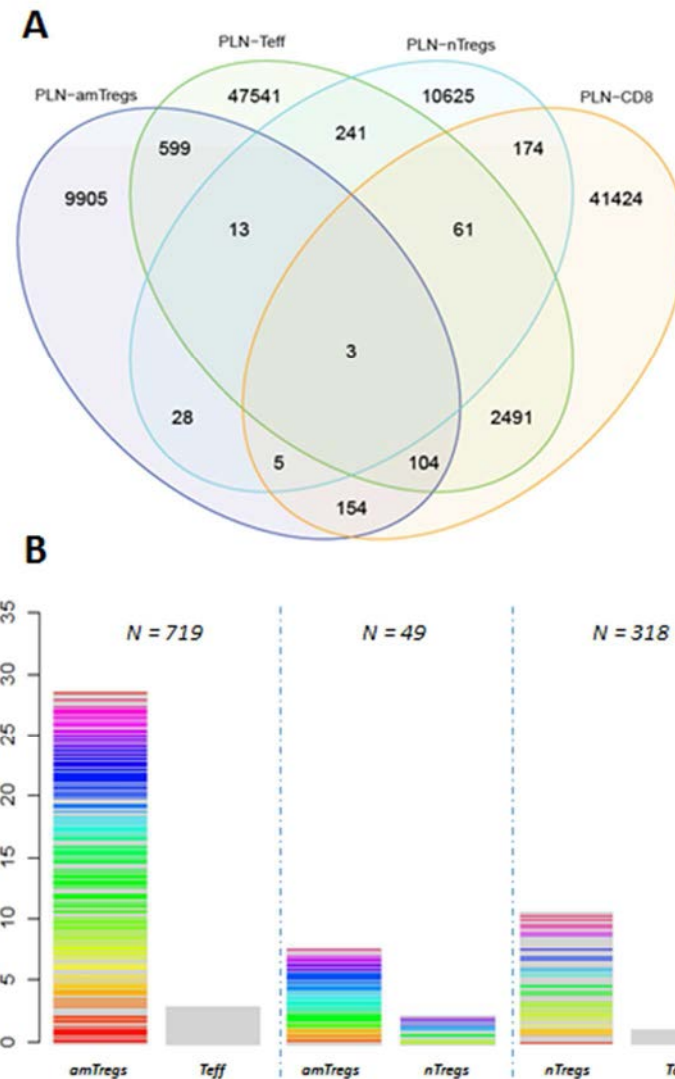 A
PLN-Teff PLN-nTregs
PLN-amTregs PLN-CD8
47541 10625
241
599 174
9905 41424
13 61
3
28 2491
5 104
154
B
35
N = 719 N = 49 N = 318
30
25
20
15
10
5
0
amTregs Teff amTregs nTregs nTregs